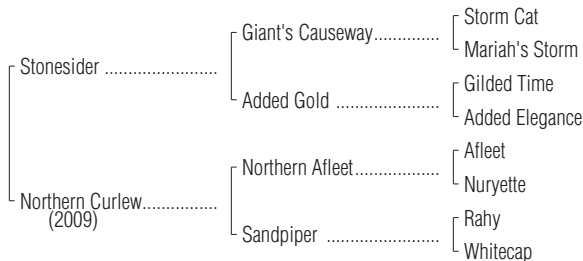 Storm Cat
Giant's Causeway..............
Mariah's Storm
Stonesider ........................
Gilded Time
Added Gold ......................
Added Elegance
Afleet
Northern Afleet..................
Nuryette
Northern Curlew................
(2009)
Rahy
Sandpiper ........................
Whitecap